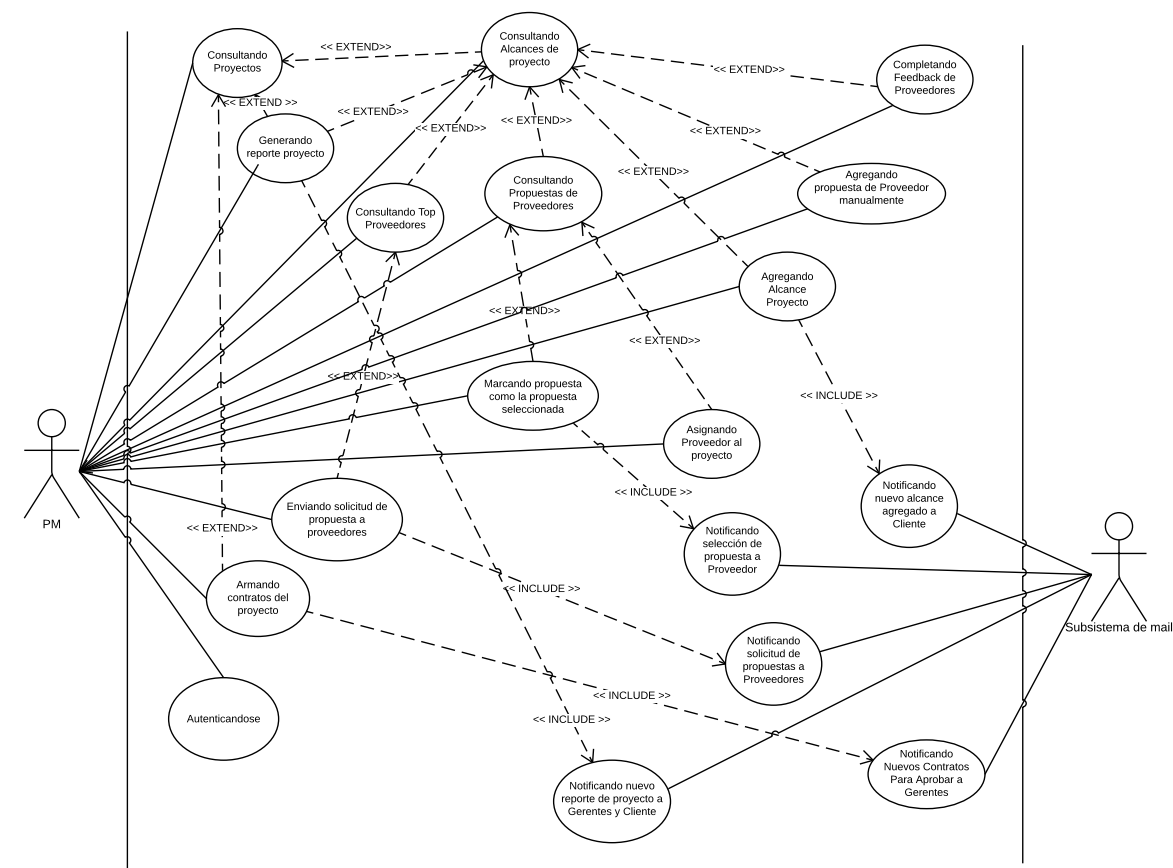 Consultando
Proyectos
<< EXTEND>>
Consultando
Alcances de
proyecto
<< EXTEND>>
Completando
Feedback de
Proveedores
<< EXTEND >>
Generando
reporte proyecto
<< EXTEND>>
<< EXTEND>>
<< EXTEND>>
<< EXTEND>>
<< EXTEND>>
Consultando Top
Proveedores
Consultando
Propuestas de
Proveedores
Agregando
propuesta de Proveedor
manualmente
Agregando
Alcance
Proyecto
<< EXTEND>>
<< EXTEND>>
<< EXTEND>>
Marcando propuesta
como la propuesta
seleccionada
<< INCLUDE >>
Asignando
Proveedor al
proyecto
PM
Enviando solicitud de
propuesta a
proveedores
<< INCLUDE >>
Notificando
nuevo alcance
agregado a
Cliente
<< EXTEND>>
Notificando
selección de
propuesta a
Proveedor
Armando
contratos del
proyecto
<< INCLUDE >>
Subsistema de mail
Notificando
solicitud de
propuestas a
Proveedores
Autenticandose
<< INCLUDE >>
<< INCLUDE >>
Notificando nuevo
reporte de proyecto a
Gerentes y Cliente
Notificando
Nuevos Contratos
Para Aprobar a
Gerentes